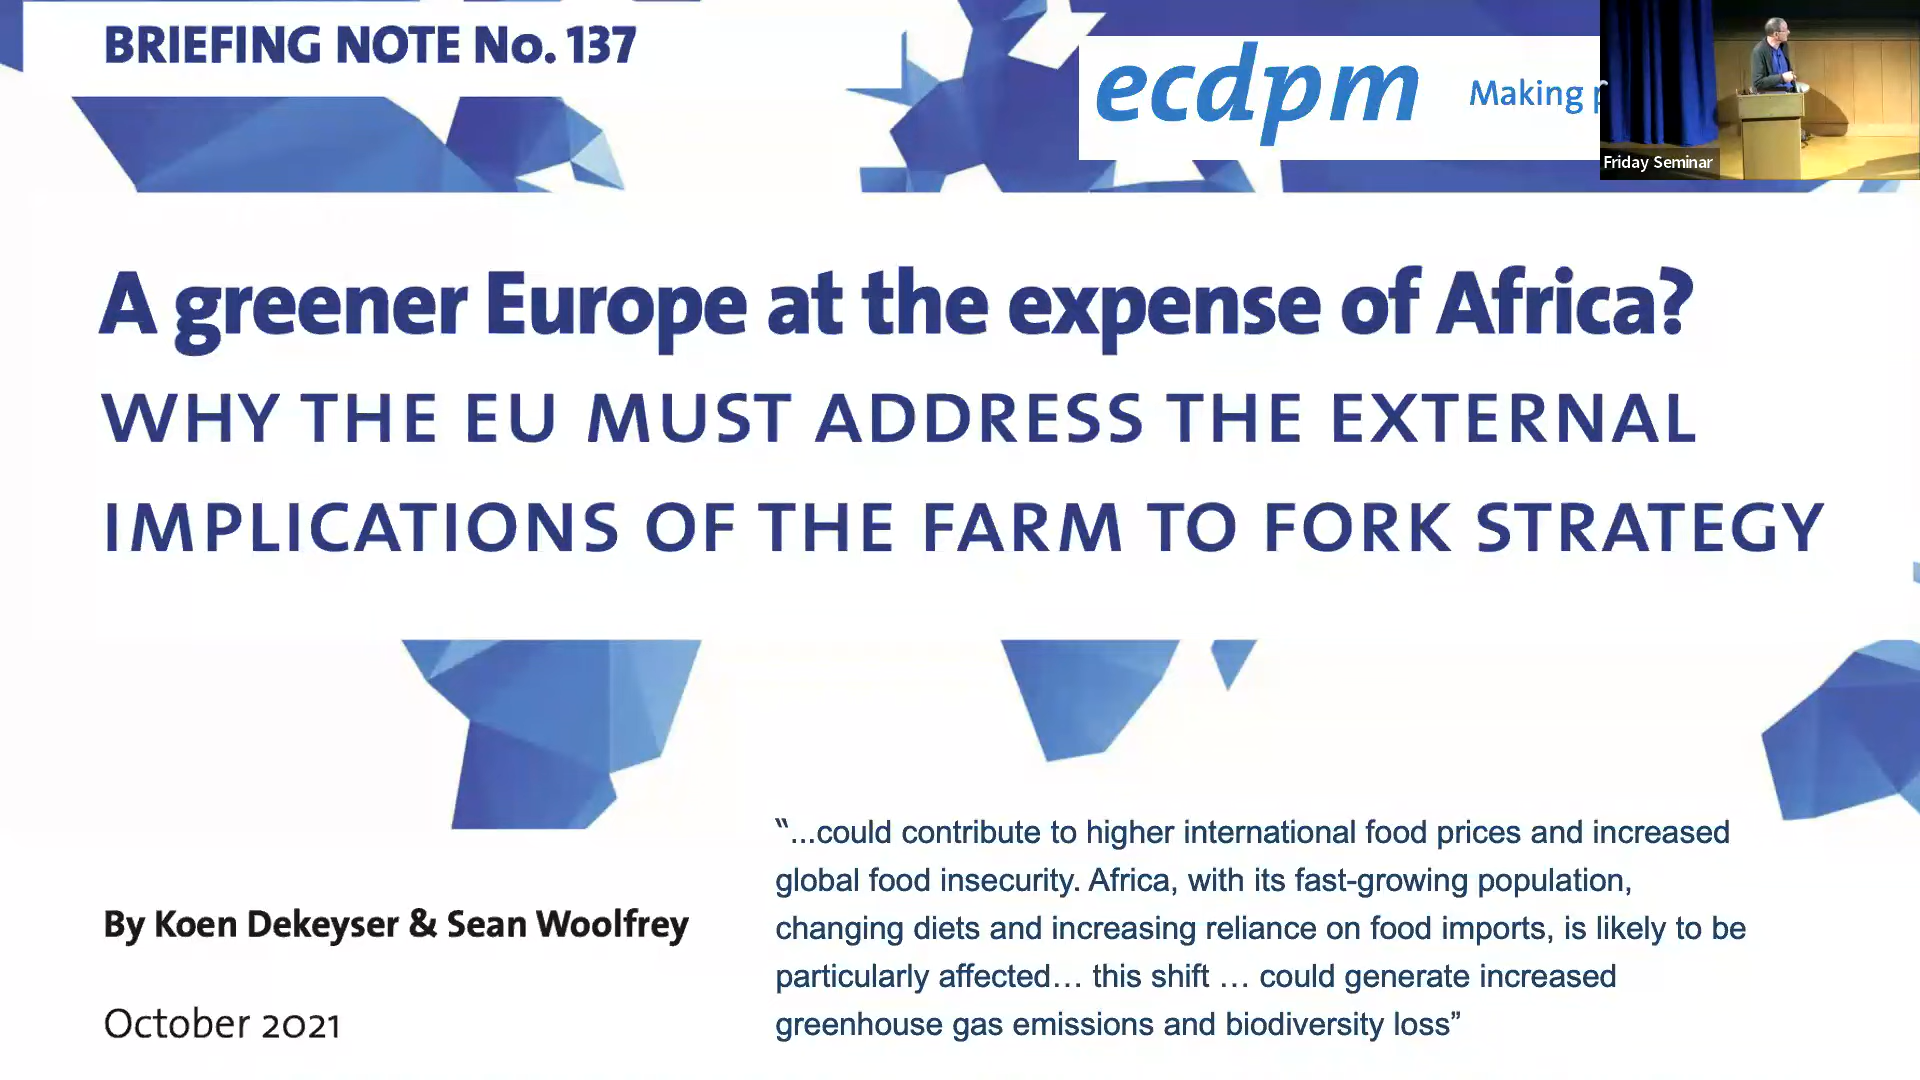 BRIEFING NOTE No. 137
ecdpm
Making
Friday Seminar
A greener Europe at the expense of Africa?
WHY THE EU MUST ADDRESS THE EXTERNAL
IMPLICATIONS OF THE FARM TO FORK STRATEGY
By Koen Dekeyser & Sean Woolfrey
October 2021
“...could contribute to higher international food prices and increased
global food insecurity. Africa, with its fast-growing population,
changing diets and increasing reliance on food imports, is likely to be
particularly affected… this shift … could generate increased
greenhouse gas emissions and biodiversity loss”